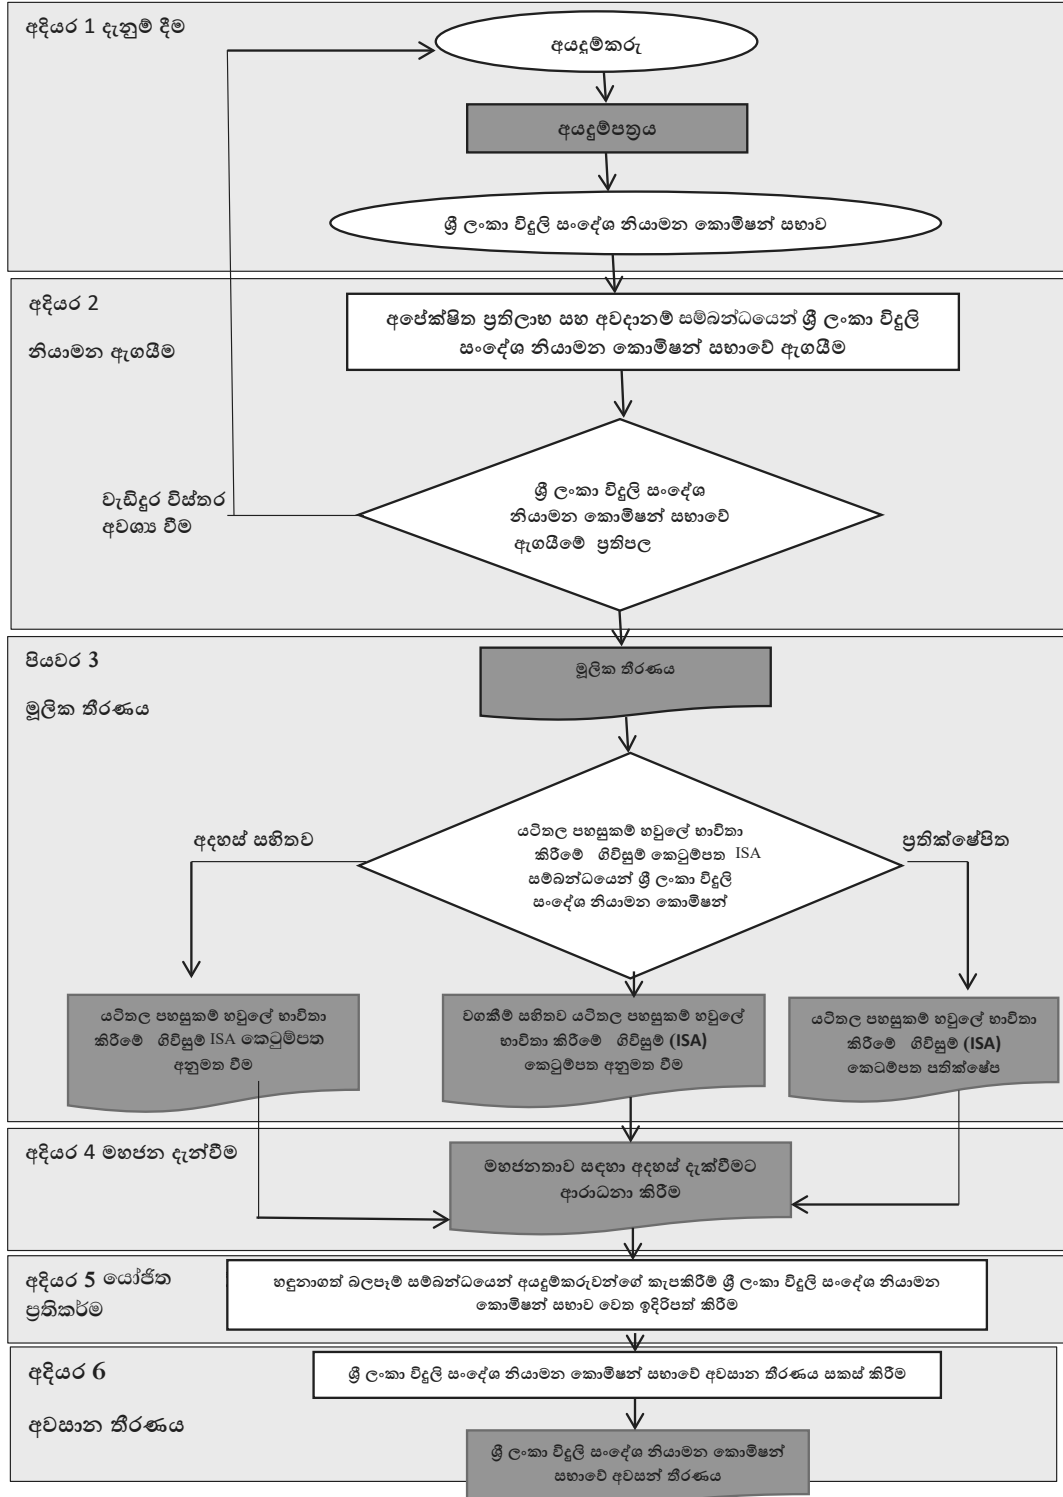 අදියර 1 දැනුම් දීම
අයදුම්කරු
අයදුම්පත්‍රය
ශ්‍රී ලංකා විදුලි සංදේශ නියාමන කොමිෂන් සභාව
අදියර 2
නියාමන ඇගයීම
අපේක්ෂිත ප්‍රතිලාභ සහ අවදානම් සම්බන්ධයෙන් ශ්‍රී ලංකා විදුලි
සංදේශ නියාමන කොමිෂන් සභාවේ ඇගයීම
වැඩිදුර විස්තර
අවශ්‍ය වීම
ශ්‍රී ලංකා විදුලි සංදේශ
නියාමන කොමිෂන් සභාවේ
ඇගයීමේ ප්‍රතිපල
පියවර 3
මූලික තීරණය
මූලික තීරණය
අදහස් සහිතව
ප්‍රතික්ෂේපිත
යටිතල පහසුකම් හවුලේ භාවිතා
කිරීමේ ගිවිසුම් කෙටුම්පත ISA
සම්බන්ධයෙන් ශ්‍රී ලංකා විදුලි
සංදේශ නියාමන කොමිෂන්
යටිතල පහසුකම් හවුලේ භාවිතා
කිරීමේ ගිවිසුම් ISA කෙටුම්පත
අනුමත වීම
වගකීම් සහිතව යටිතල පහසුකම් හවුලේ
භාවිතා කිරීමේ ගිවිසුම් (ISA)
කෙටුම්පත අනුමත වීම
යටිතල පහසුකම් හවුලේ භාවිතා
කිරීමේ ගිවිසුම් (ISA)
කෙටම්පත පතික්ෂේප
අදියර 4 මහජන දැන්වීම
මහජනතාව සඳහා අදහස් දැක්වීමට
ආරාධනා කිරීම
අදියර 5 යෝජිත
ප්‍රතිකර්ම
හඳුනාගත් බලපෑම් සම්බන්ධයෙන් අයදුම්කරුවන්ගේ කැපකිරීම් ශ්‍රී ලංකා විදුලි සංදේශ නියාමන
කොමිෂන් සභාව වෙත ඉදිරිපත් කිරීම
අදියර 6
අවසාන තීරණය
ශ්‍රී ලංකා විදුලි සංදේශ නියාමන කොමිෂන් සභාවේ අවසාන තීරණය සකස් කිරීම
ශ්‍රී ලංකා විදුලි සංදේශ නියාමන කොමිෂන්
සභාවේ අවසන් තීරණය